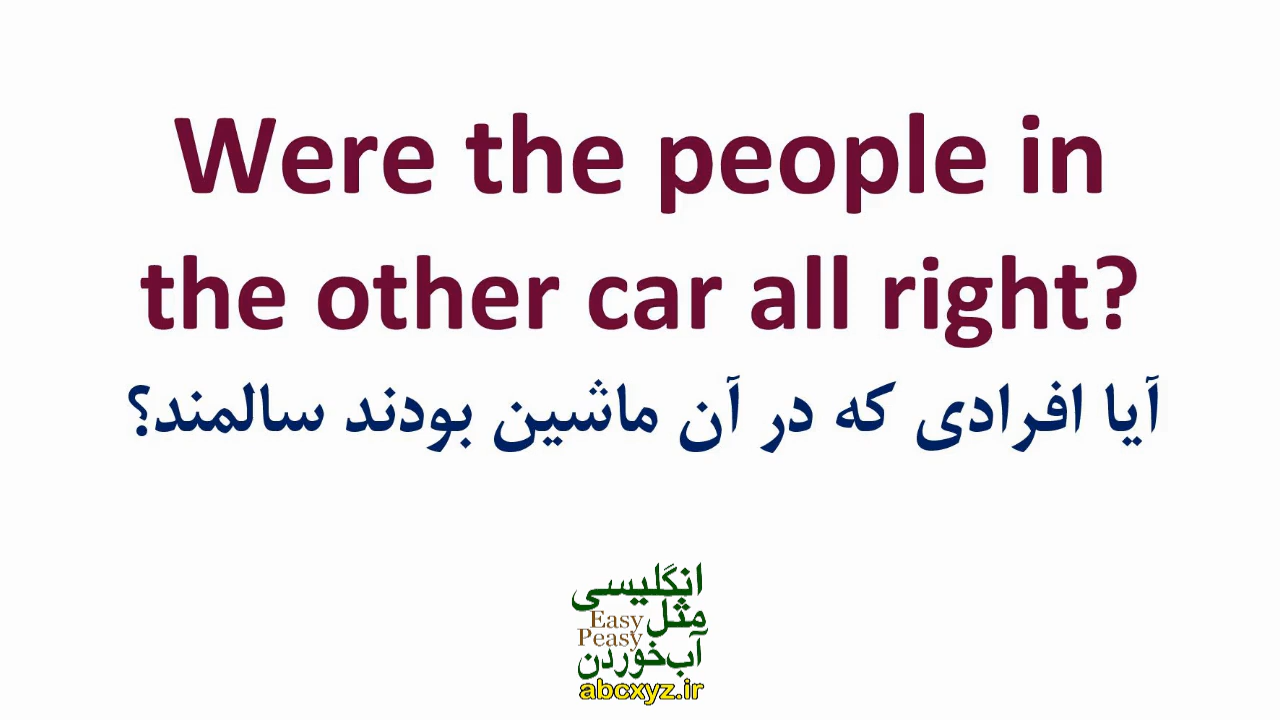 Were the people in
the other car all right?
آیا افرادی که در آن ماشین بودند سالمند؟
انگلیسی
مثل
Easy
Peasy
آب‌خوردن
abcxyz.ir